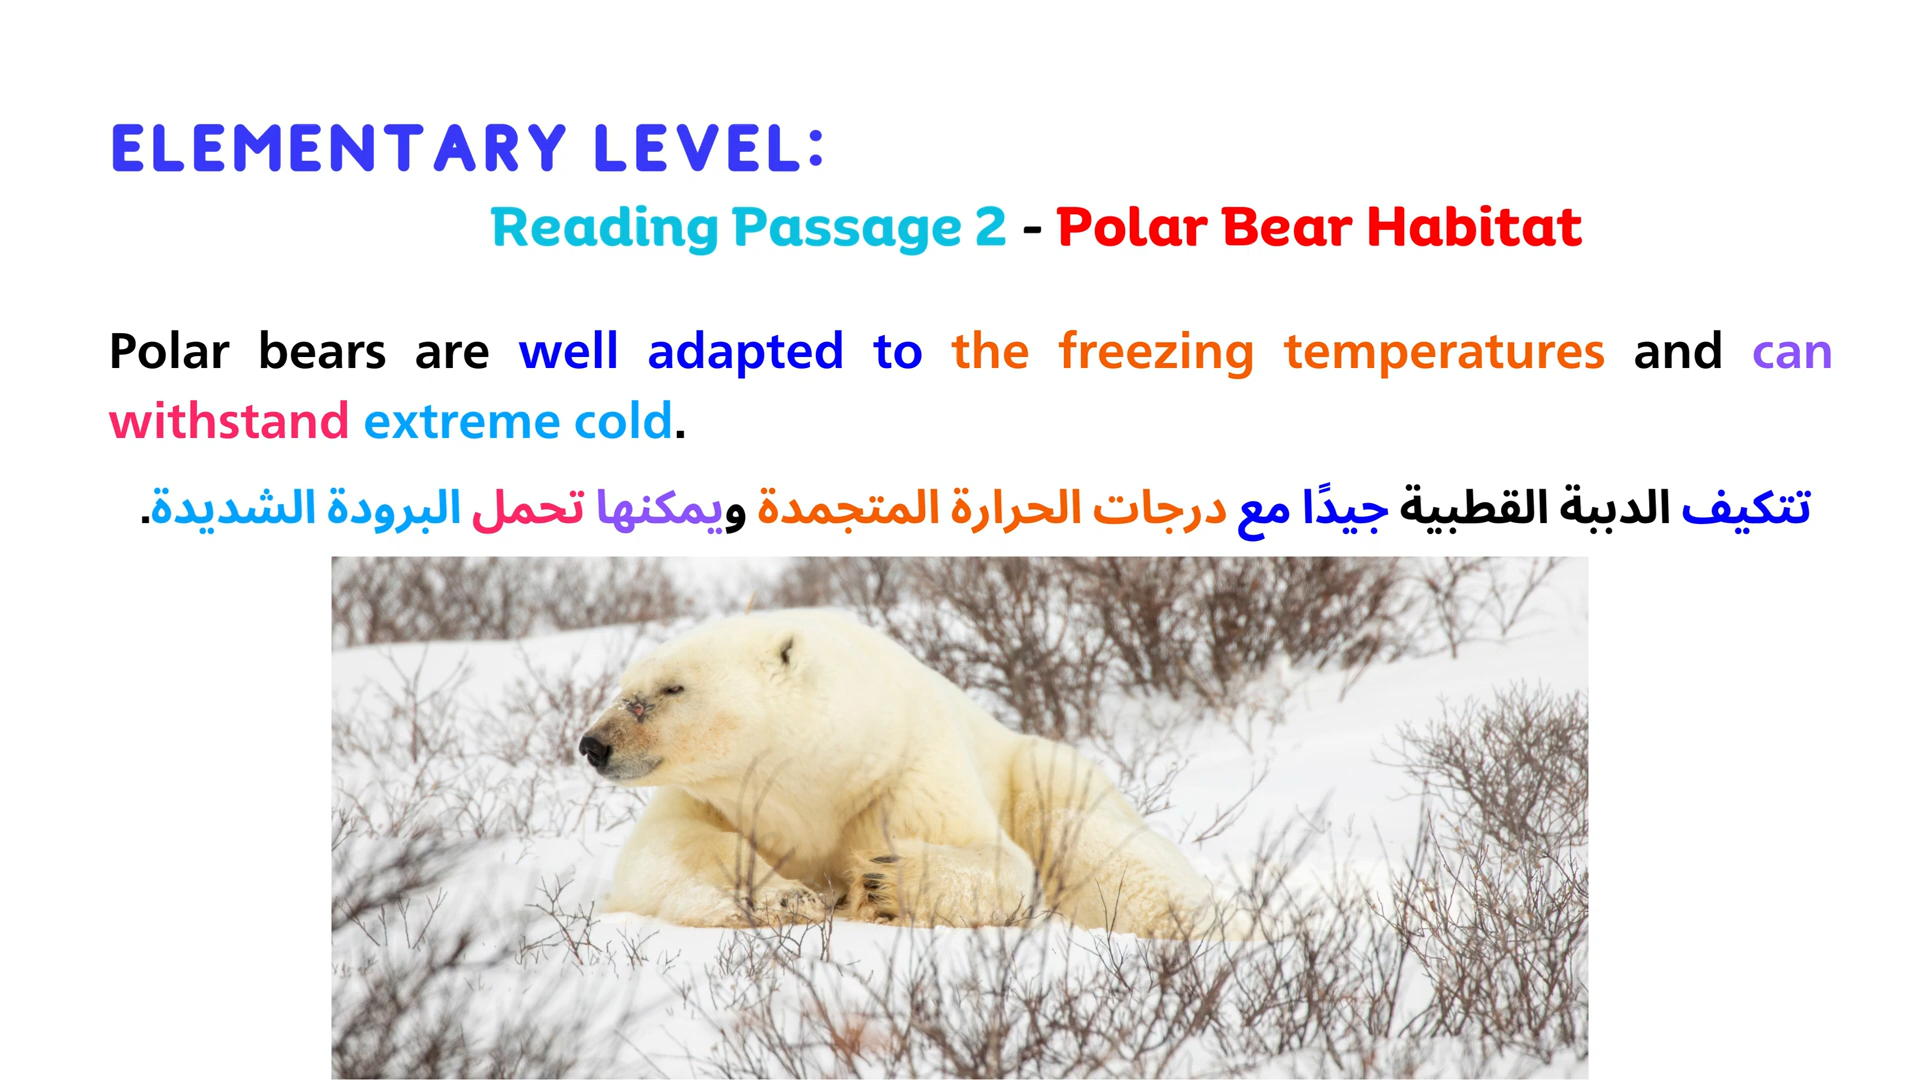 ELEMENTARY LEVEL:
Reading Passage 2 - Polar Bear Habitat
Polar bears are well adapted to the freezing temperatures and can
withstand extreme cold.
تتكيف الدببة القطبية جيدًا مع درجات الحرارة المتجمدة ويمكنها تحمل البرودة الشديدة.